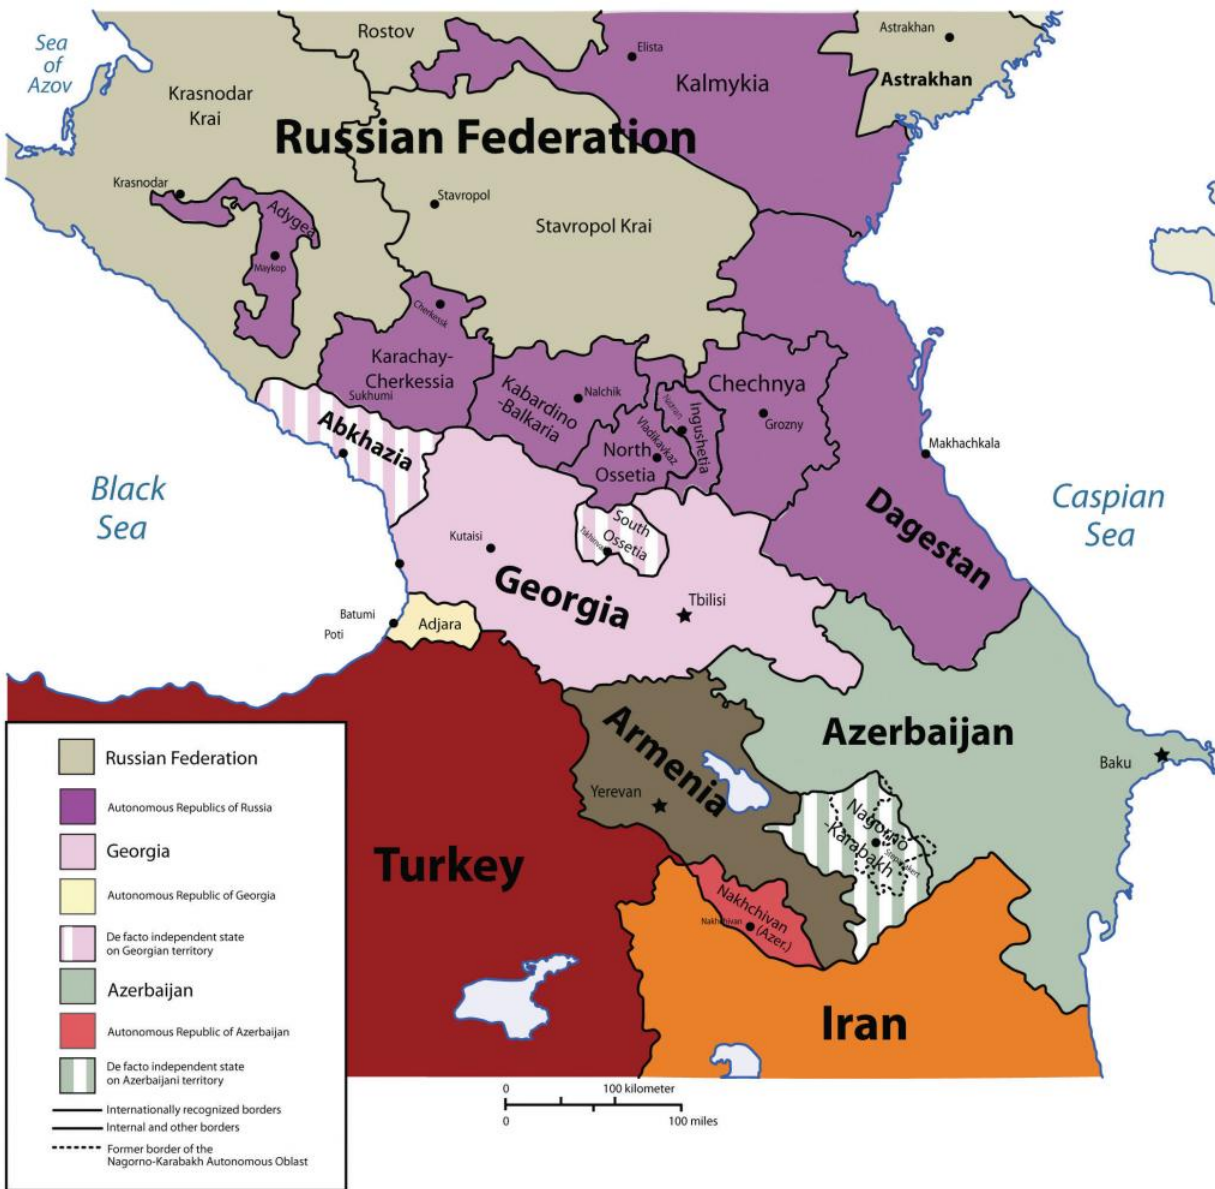 Sea
of
Azov
Rostov
Elista
Astrakhan
Astrakhan
Kalmykia
Krasnodar
Krai
Russian Federation
Krasnodar
Stavropol
Adygea
Stavropol Krai
Maykop
Cherkessk
Karachay-
Cherkessia
Sukhumi
Kabardino
-Balkaria
Nalchik
Nazran
Ingushetia
Chechnya
Grozny
Vladikavkaz
North
Ossetia
Makhachkala
Abkhazia
Black
Sea
Caspian
Sea
Dagestan
South
Ossetia
Tskhinvali
Kutaisi
Georgia
Tbilisi
Batumi
Poti
Adjara
Armenia
Yerevan
Azerbaijan
Baku
Nagorno
-Karabakh
Stepanakert
Turkey
Nakhchivan
(Azer.)
Nakhchivan
Iran
Russian Federation
Autonomous Republics of Russia
Georgia
Autonomous Republic of Georgia
De facto independent state
on Georgian territory
Azerbaijan
Autonomous Republic of Azerbaijan
De facto independent state
on Azerbaijani territory
Internationally recognized borders
Internal and other borders
Former border of the
Nagorno-Karabakh Autonomous Oblast
0 100 kilometer
0 100 miles